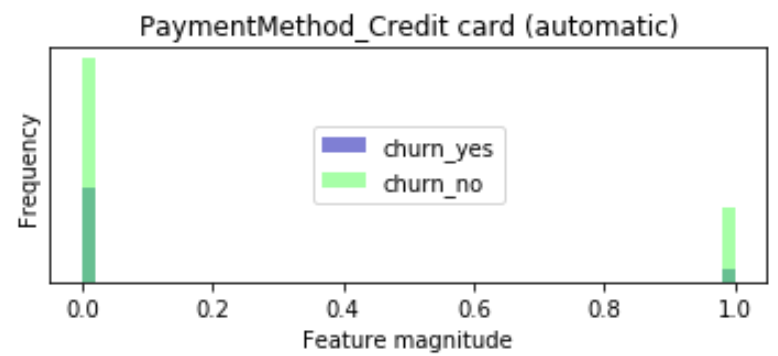 PaymentMethod_Credit card (automatic)
Frequency
churn_yes
churn_no
0.0 0.2 0.4 0.6 0.8 1.0
Feature magnitude